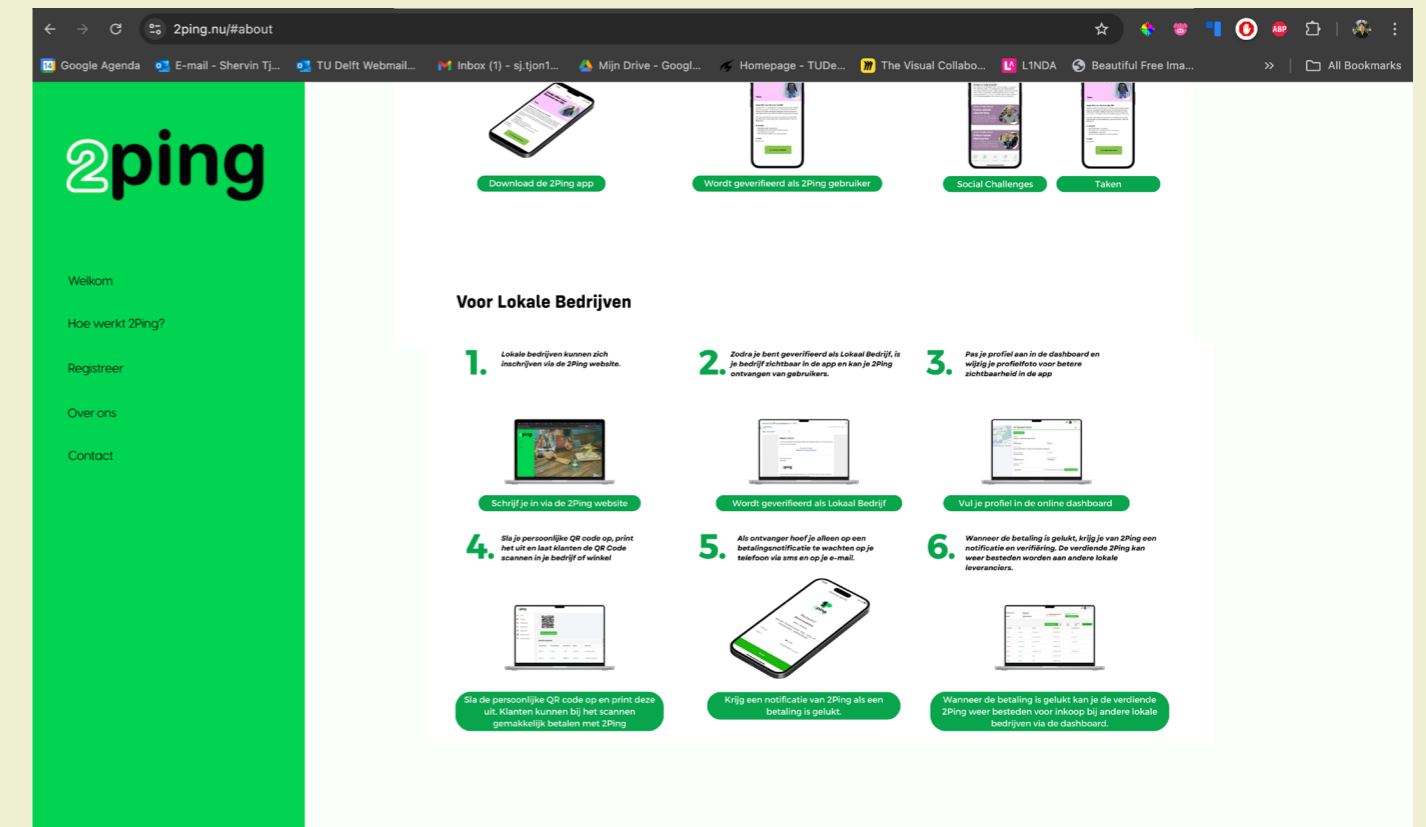 2ping.nu/#about
Google Agenda
E-mail - Shervin Tj...
TU Delft Webmail...
Inbox (1) - sj.tjon1...
Mijn Drive - Googl...
Homepage - TUDe...
The Visual Collabo...
L1NDA
Beautiful Free Ima...
»
All Bookmarks
2ping
Welkom
Hoe werkt 2Ping?
Registreer
Over ons
Contact
Download de 2Ping app
Wordt geverifieerd als 2Ping gebruiker
Social Challenges
Taken
Voor Lokale Bedrijven
1.
Lokale bedrijven kunnen zich
inschrijven via de 2Ping website.
2.
Zodra je bent geverifieerd als Lokaal Bedrijf, is
je bedrijf zichtbaar in de app en kan je 2Ping
ontvangen van gebruikers.
3.
Pas je profiel aan in de dashboard en
wijzig je profielfoto voor betere
zichtbaarheid in de app
Schrijf je in via de 2Ping website
Wordt geverifieerd als Lokaal Bedrijf
Vul je profiel in de online dashboard
4.
Sla je persoonlijke QR code op, print
het uit en laat klanten de QR Code
scannen in je bedrijf of winkel
5.
Als ontvanger hoef je alleen op een
betalingsnotificatie te wachten op je
telefoon via sms en op je e-mail.
6.
Wanneer de betaling is gelukt, krijg je van 2Ping een
notificatie en verifiëring. De verdiende 2Ping kan
weer besteden worden aan andere lokale
leveranciers.
2ping
Sla de persoonlijke QR code op en print deze
uit. Klanten kunnen bij het scannen
gemakkelijk betalen met 2Ping
Krijg een notificatie van 2Ping als een
betaling is gelukt.
Wanneer de betaling is gelukt kan je de verdiende
2Ping weer besteden voor inkoop bij andere lokale
bedrijven via de dashboard.